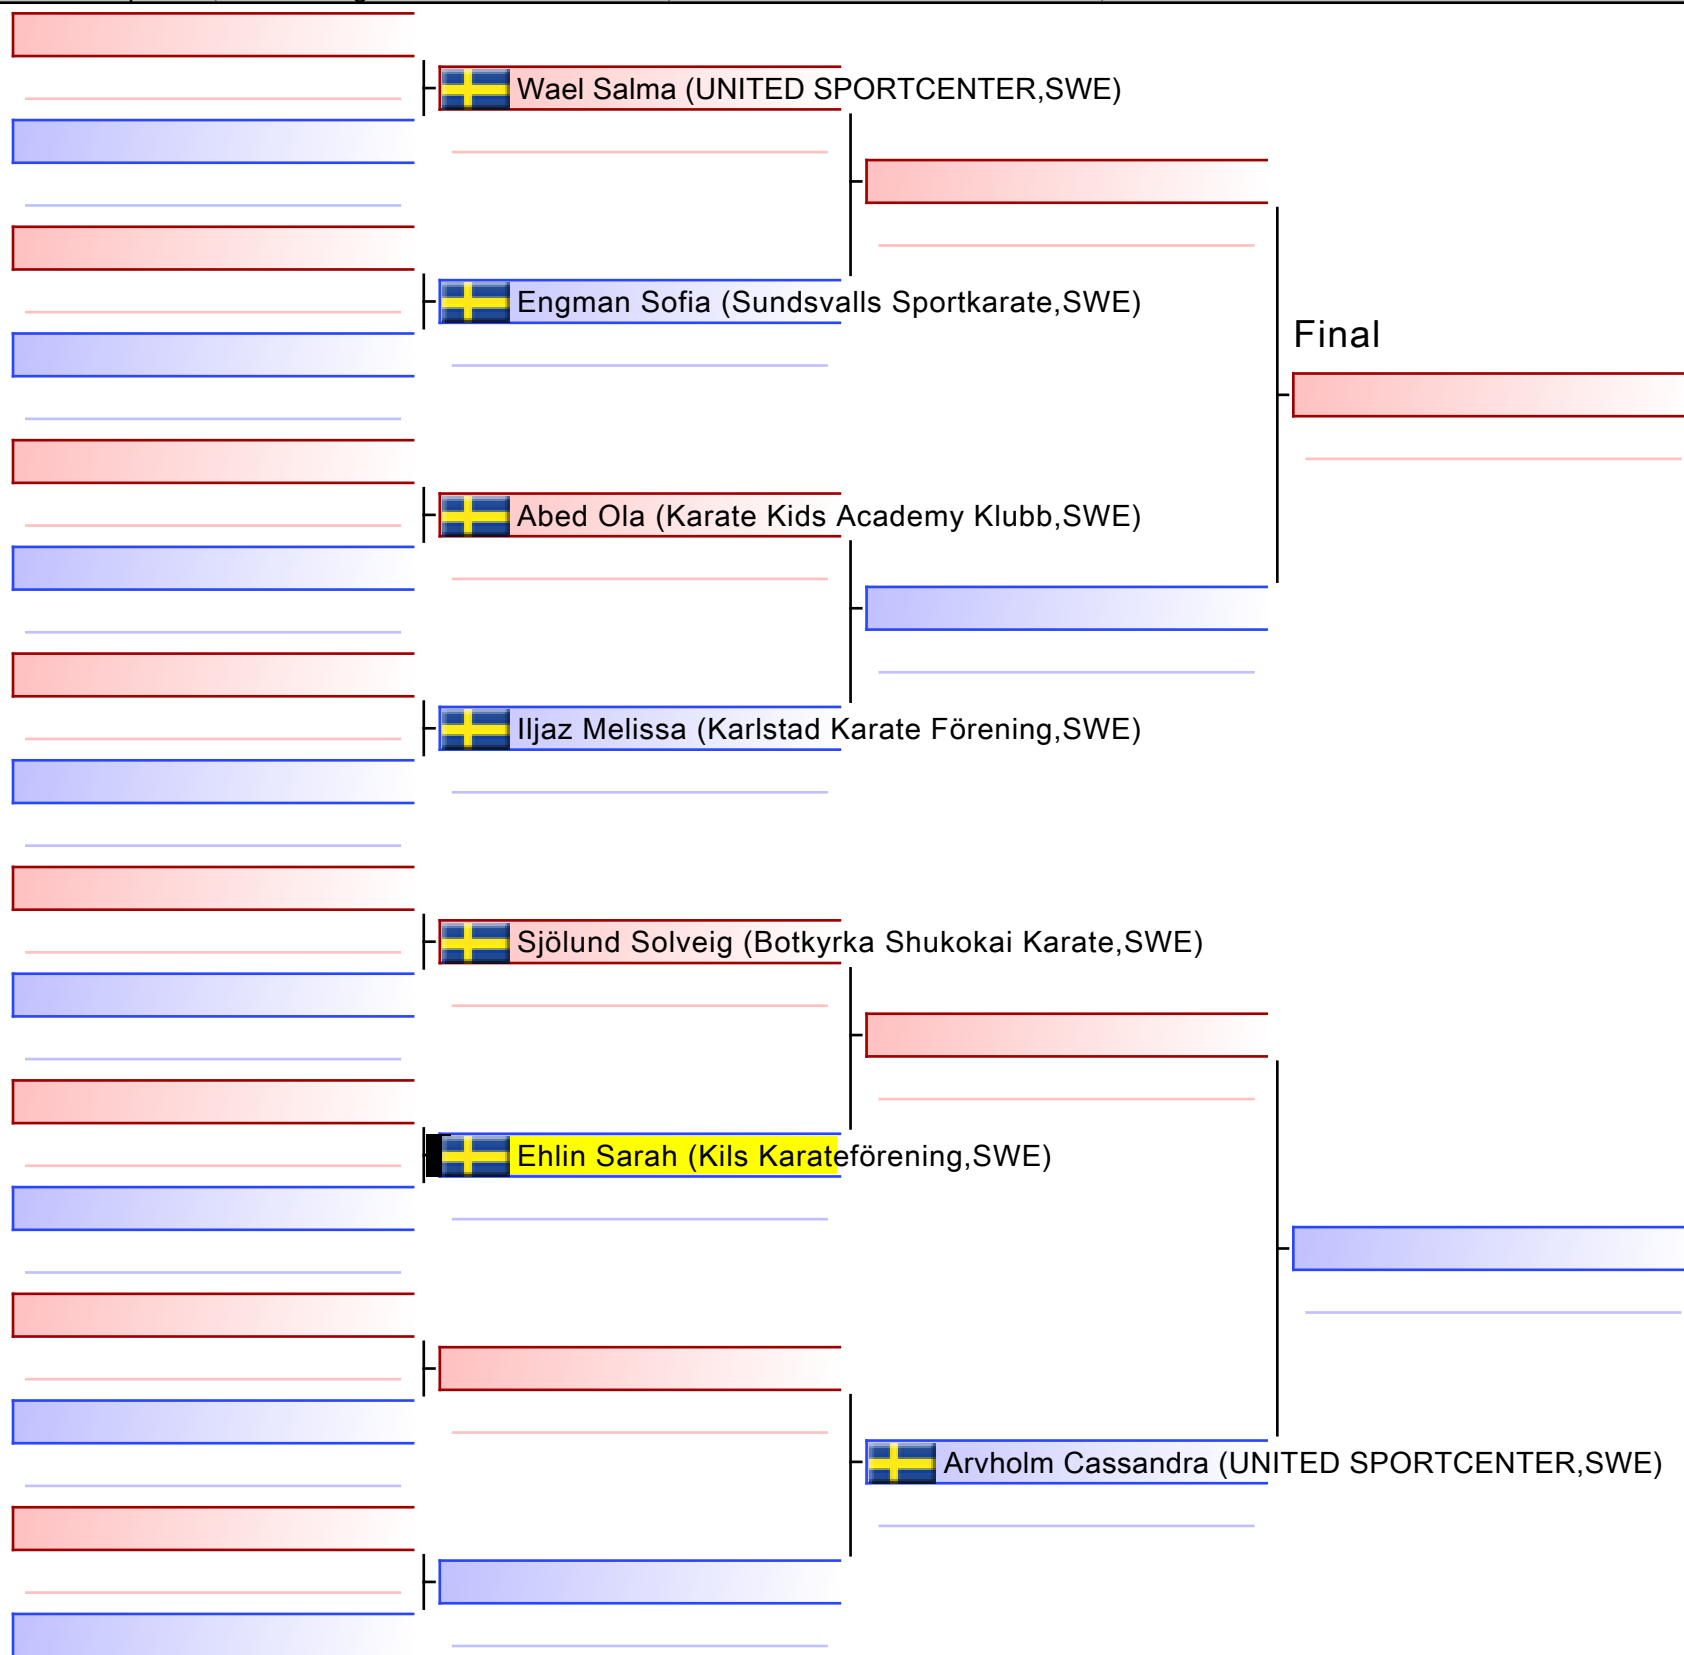 Wael Salma (UNITED SPORTCENTER,SWE)
Engman Sofia (Sundsvalls Sportkarate,SWE)
Final
Abed Ola (Karate Kids Academy Klubb,SWE)
Iljaz Melissa (Karlstad Karate Förening,SWE)
Sjölund Solveig (Botkyrka Shukokai Karate,SWE)
Ehlin Sarah (Kils Karateförening,SWE)
Arvholm Cassandra (UNITED SPORTCENTER,SWE)